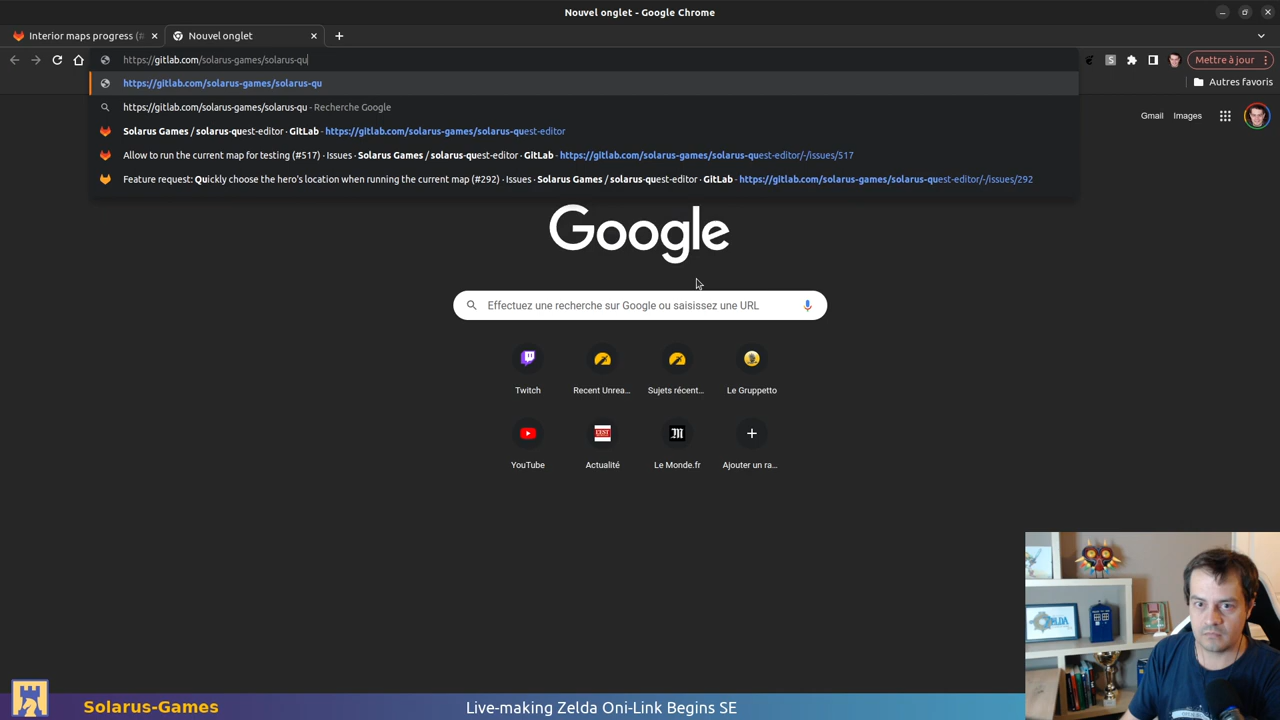 Nouvel onglet - Google Chrome
Interior maps progress (#
Nouvel onglet
https://gitlab.com/solarus-games/solarus-qu
Mettre à jour
https://gitlab.com/solarus-games/solarus-qu
Autres favoris
https://gitlab.com/solarus-games/solarus-qu - Recherche Google
Gmail Images
Solarus Games / solarus-quest-editor · GitLab - https://gitlab.com/solarus-games/solarus-quest-editor
Allow to run the current map for testing (#517) · Issues · Solarus Games / solarus-quest-editor · GitLab - https://gitlab.com/solarus-games/solarus-quest-editor/-/issues/517
Feature request: Quickly choose the hero's location when running the current map (#292) · Issues · Solarus Games / solarus-quest-editor · GitLab - https://gitlab.com/solarus-games/solarus-quest-editor/-/issues/292
Google
Effectuez une recherche sur Google ou saisissez une URL
Twitch
Recent Unrea...
Sujets récent...
Le Gruppetto
YouTube
Actualité
Le Monde.fr
Ajouter un ra...
ZELDA
Solarus-Games
Live-making Zelda Oni-Link Begins SE